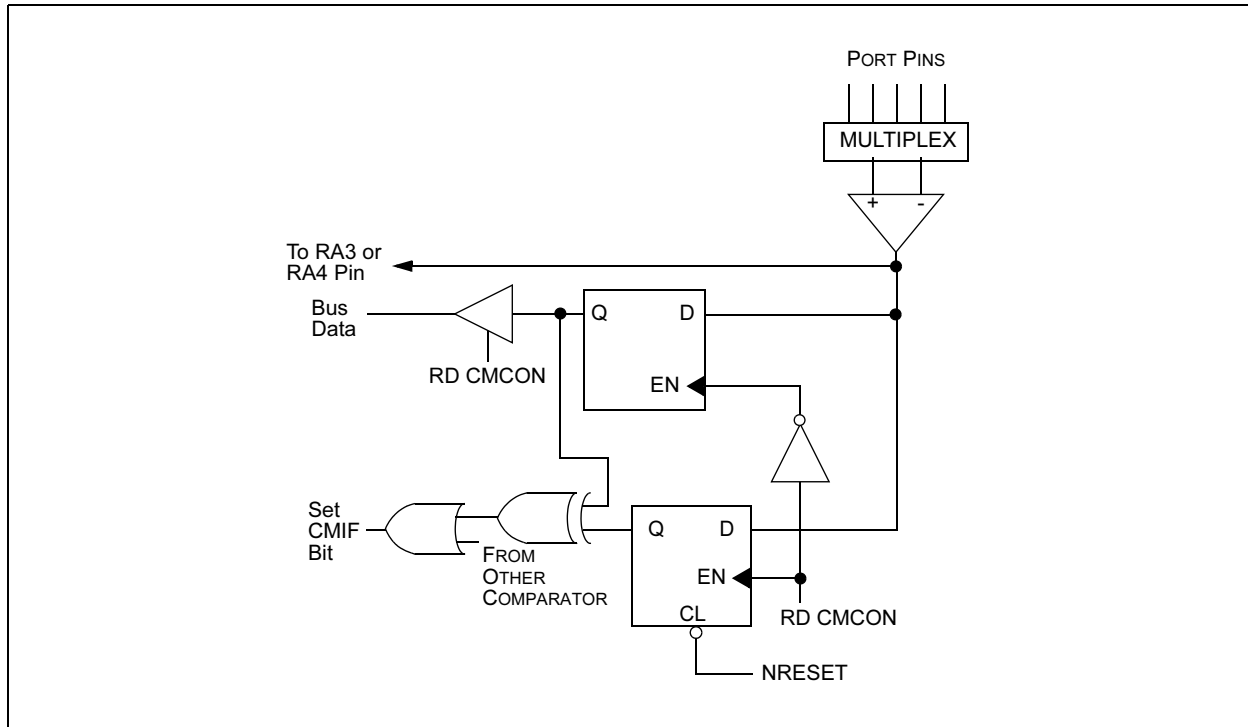 PORT PINS
MULTIPLEX
+ -
To RA3 or
RA4 Pin
Bus
Data
Q D
RD CMCON
EN
Set
CMIF
Bit
FROM
OTHER
COMPARATOR
Q D
EN
CL
RD CMCON
NRESET